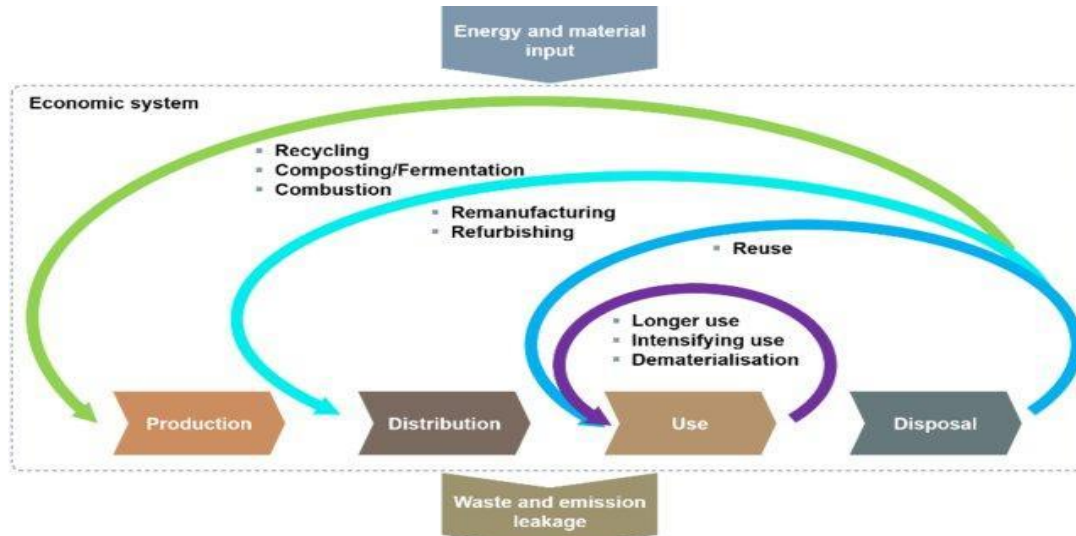 Energy and material
input
Economic system
Recycling
Composting/Fermentation
Combustion
Remanufacturing
Refurbishing
Reuse
Longer use
Intensifying use
Dematerialisation
Production
Distribution
Use
Disposal
Waste and emission
leakage